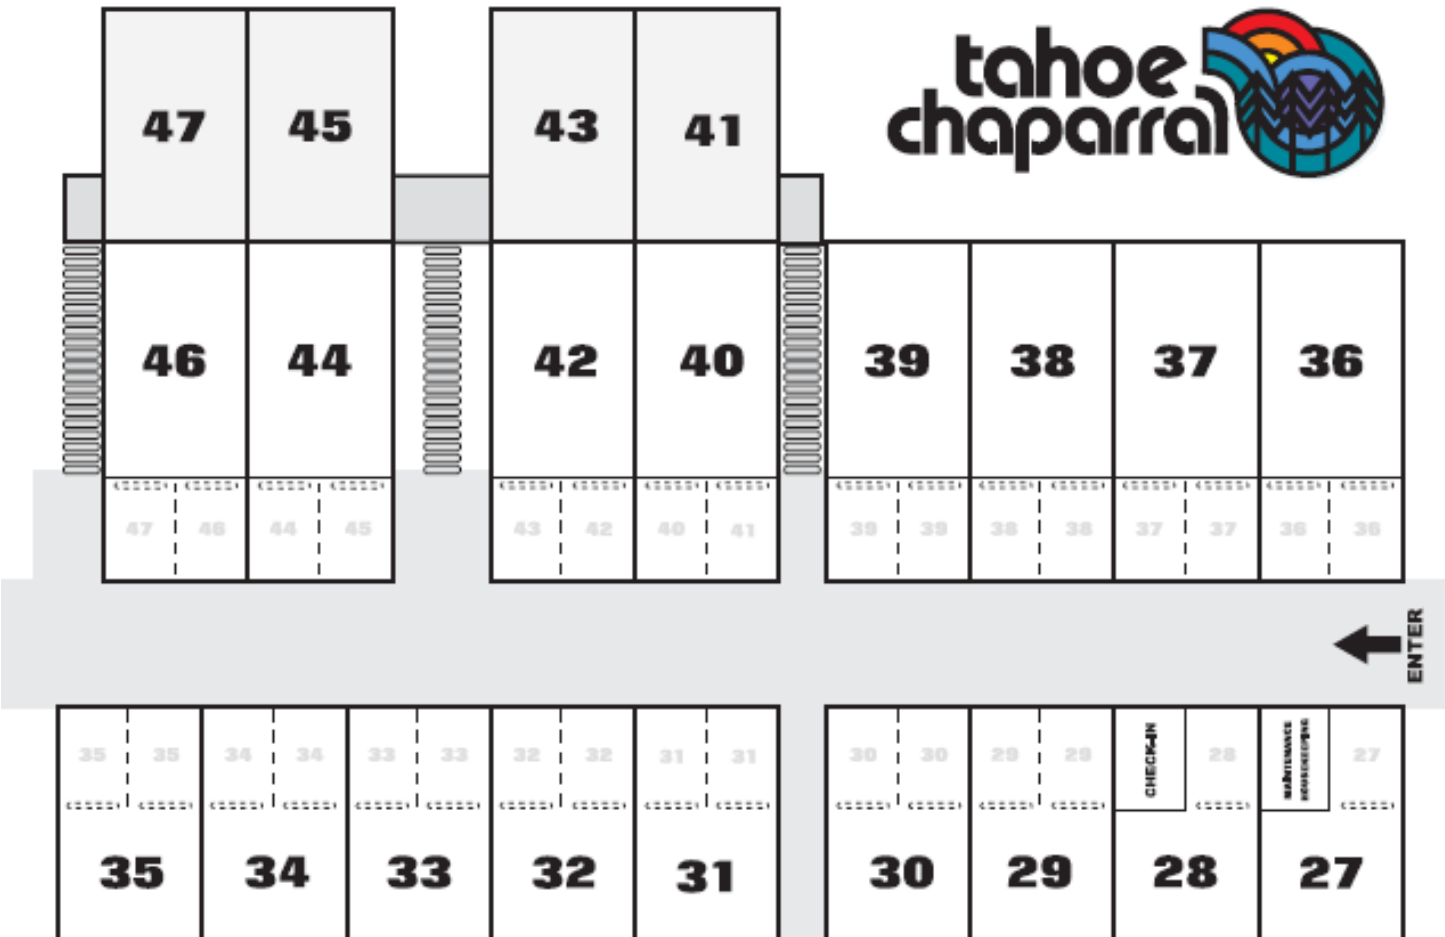 tahoe
chaparral
47 45 43 41
46 44 42 40 39 38 37 36
47 46 44 45 43 42 40 41 39 39 38 38 37 37 36 36
ENTER
35 35 34 34 33 33 32 32 31 31 30 30 29 29 CHECK-IN 28 MAINTENANCE 27
HOUSEKEEPING
35 34 33 32 31 30 29 28 27